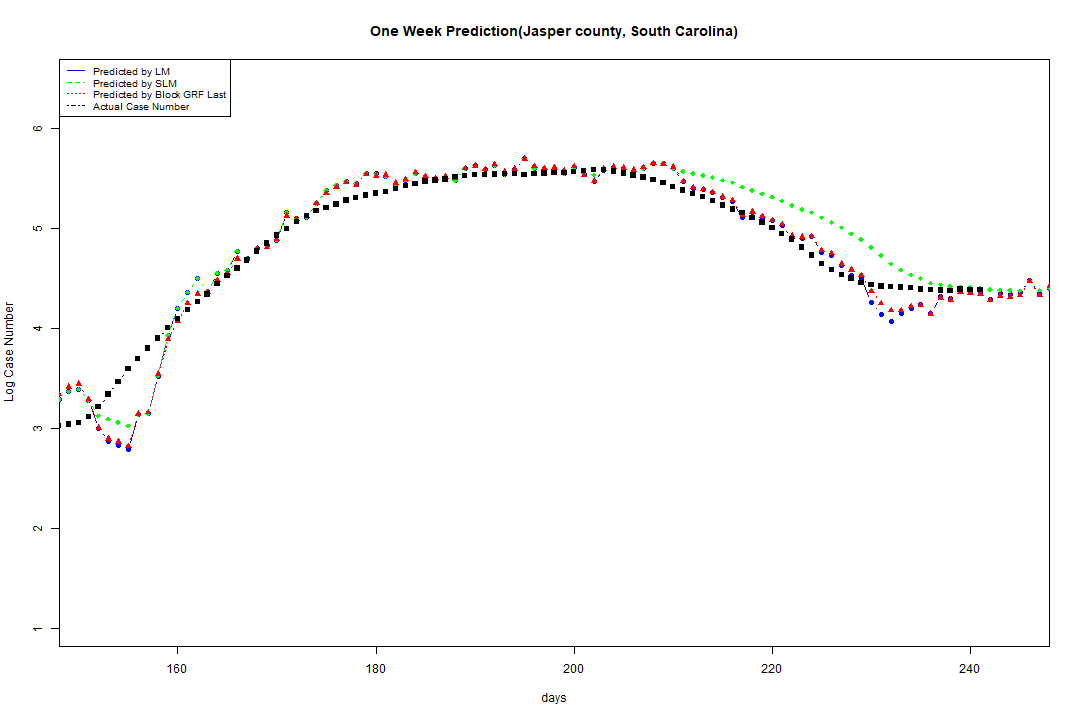 One Week Prediction(Jasper county, South Carolina)
Predicted by LM
Predicted by SLM
Predicted by Block GRF Last
Actual Case Number
6
5
4
3
2
1
Log Case Number
160 180 200 220 240
days